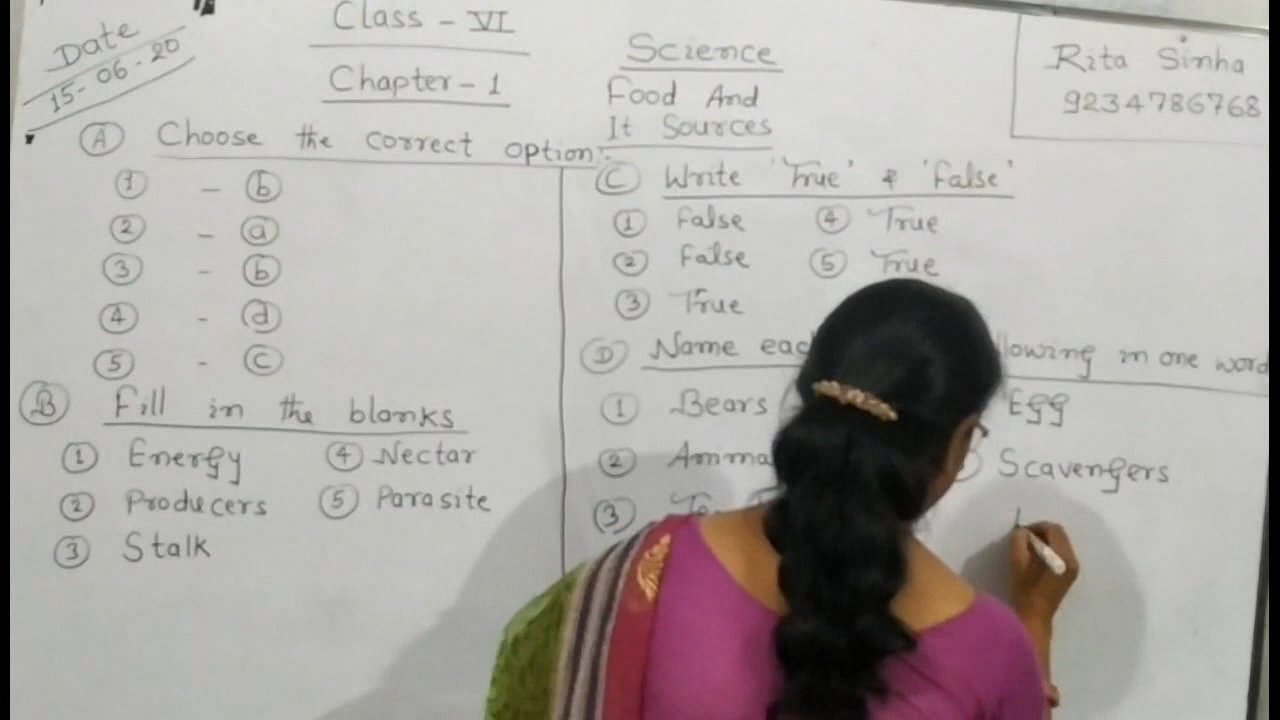 Date
15-06-20
Class - VI
Chapter - 1
Science
Food And
It Sources
Rita Sinha
9234786768
(A) Choose the correct option:
(1) - (b)
(2) - (a)
(3) - (b)
(4) - (d)
(5) - (c)
(B) Fill in the blanks
(1) Energy (4) Nectar
(2) Producers (5) Parasite
(3) Stalk
(C) Write 'True' & 'False'
(1) False (4) True
(2) False (5) True
(3) True
(D) Name in one word
(1) Bears Egg
(2) Scavengers
(3)